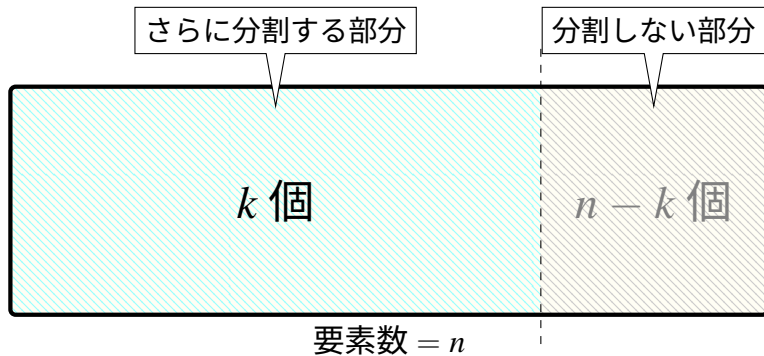 さらに分割する部分
分割しない部分
k 個
n − k 個
要素数 = n